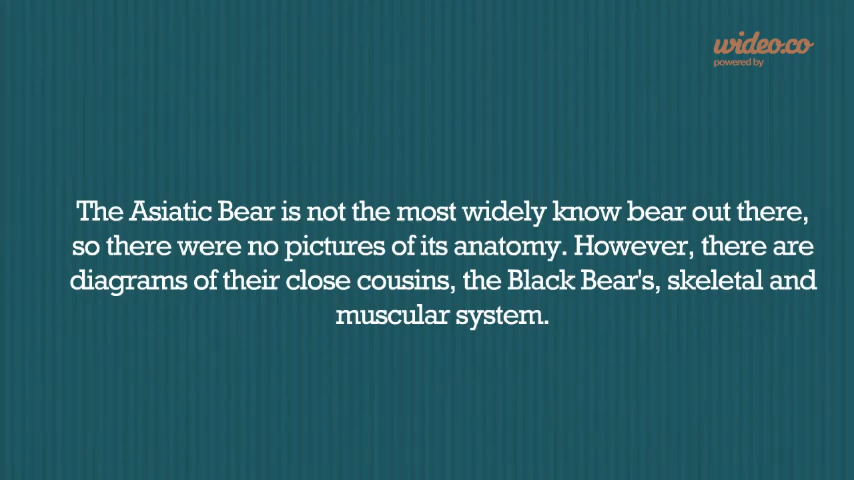 wideo.co
powered by
The Asiatic Bear is not the most widely know bear out there,
so there were no pictures of its anatomy. However, there are
diagrams of their close cousins, the Black Bear's, skeletal and
muscular system.